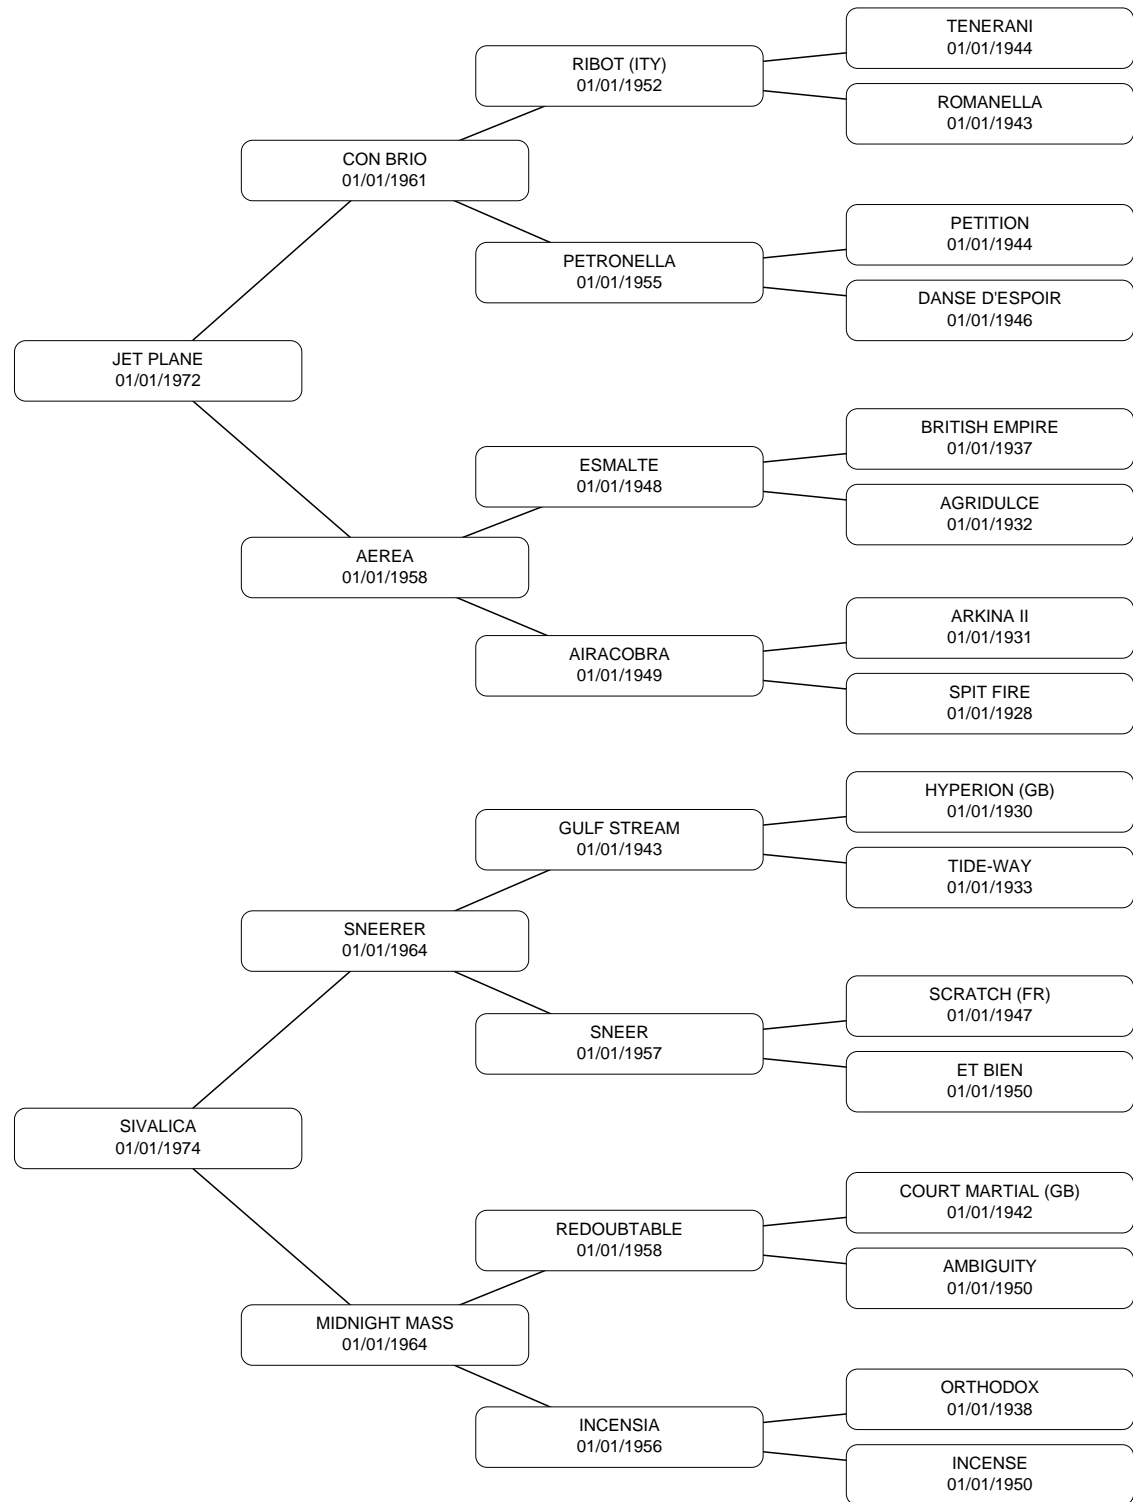 TENERANI
01/01/1944
RIBOT (ITY)
01/01/1952
ROMANELLA
01/01/1943
CON BRIO
01/01/1961
PETITION
01/01/1944
PETRONELLA
01/01/1955
DANSE D'ESPOIR
01/01/1946
JET PLANE
01/01/1972
BRITISH EMPIRE
01/01/1937
ESMALTE
01/01/1948
AGRIDULCE
01/01/1932
AEREA
01/01/1958
ARKINA II
01/01/1931
AIRACOBRA
01/01/1949
SPIT FIRE
01/01/1928
HYPERION (GB)
01/01/1930
GULF STREAM
01/01/1943
TIDE-WAY
01/01/1933
SNEERER
01/01/1964
SCRATCH (FR)
01/01/1947
SNEER
01/01/1957
ET BIEN
01/01/1950
SIVALICA
01/01/1974
COURT MARTIAL (GB)
01/01/1942
REDOUBTABLE
01/01/1958
AMBIGUITY
01/01/1950
MIDNIGHT MASS
01/01/1964
ORTHODOX
01/01/1938
INCENSIA
01/01/1956
INCENSE
01/01/1950